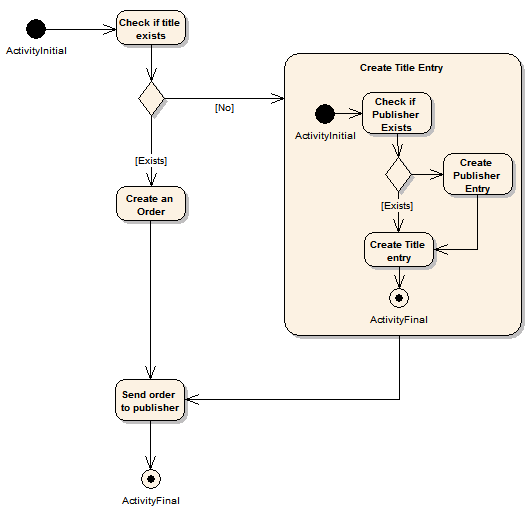 Check if title
exists
ActivityInitial
[No]
[Exists]
Create an
Order
Create Title Entry
Check if
Publisher
Exists
ActivityInitial
Create
Publisher
Entry
[Exists]
Create Title
entry
ActivityFinal
Send order
to publisher
ActivityFinal